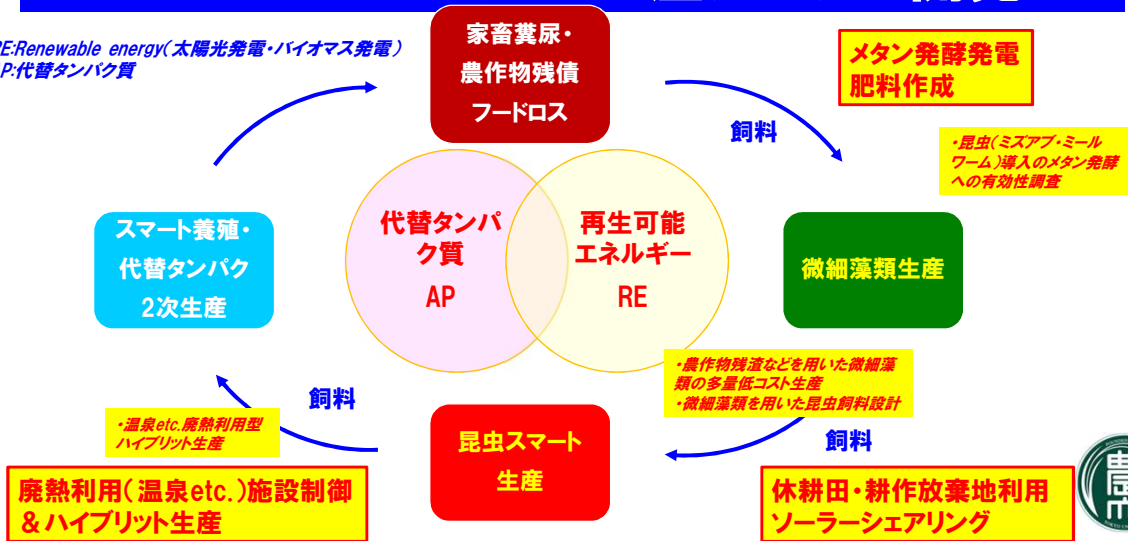 RE:Renewable energy(太陽光発電・バイオマス発電)
AP:代替タンパク質
家畜糞尿・
農作物残債
フードロス
メタン発酵発電
肥料作成
飼料
・昆虫(ミズアブ・ミール
ワーム)導入のメタン発酵
への有効性調査
スマート養殖・
代替タンパク
2次生産
代替タンパ
ク質
AP
再生可能
エネルギー
RE
微細藻類生産
・農作物残渣などを用いた微細藻
類の多量低コスト生産
・微細藻類を用いた昆虫飼料設計
飼料
・温泉etc.廃熱利用型
ハイブリット生産
昆虫スマート
生産
飼料
廃熱利用(温泉etc.)施設制御
&ハイブリット生産
休耕田・耕作放棄地利用
ソーラーシェアリング